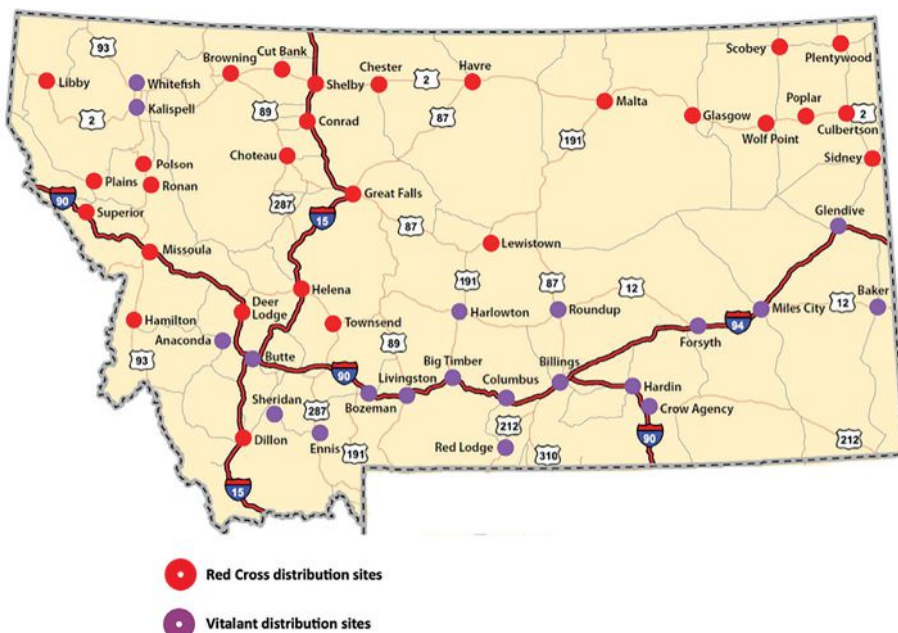 93
Browning
Cut Bank
Scobey
Plentywood
Libby
Whitefish
Kalispell
2
Shelby
Chester
2
Havre
89
Conrad
87
Malta
191
Glasgow
Wolf Point
Poplar
2
Culbertson
Choteau
Polson
Plains
Ronan
Sidney
90
Superior
287
15
Great Falls
87
Lewistown
Glendive
Missoula
Helena
191
Harlowton
87
Roundup
12
Miles City
12
Baker
Deer
Lodge
Hamilton
Anaconda
Townsend
94
Forsyth
93
Butte
89
90
Livingston
Big Timber
Columbus
Billings
Hardin
Crow Agency
Sheridan
287
Bozeman
212
90
Dillon
Ennis
191
Red Lodge
310
212
15
Red Cross distribution sites
Vitalant distribution sites